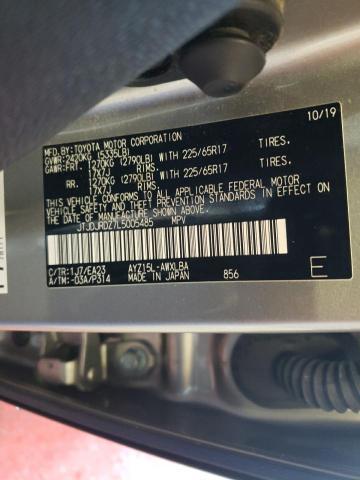 MFD.BY:TOYOTA MOTOR CORPORATION 10/19
GVWR:2420KG (5335LB)
GAWR:FRT. 1270KG (2790LB) WITH 225/65R17 TIRES.
17X7J RIMS
RR. 1270KG (2790LB) WITH 225/65R17 TIRES.
17X7J RIMS
THIS VEHICLE CONFORMS TO ALL APPLICABLE FEDERAL MOTOR
VEHICLE SAFETY AND THEFT PREVENTION STANDARDS IN EFFECT ON
THE DATE OF MANUFACTURE SHOWN ABOVE.
JTJDJRDZ7L5005485 MPV
C/TR:1J7/EA23 AYZ15L-AWXLBA
A/TM:-03A/P314 MADE IN JAPAN 856 E